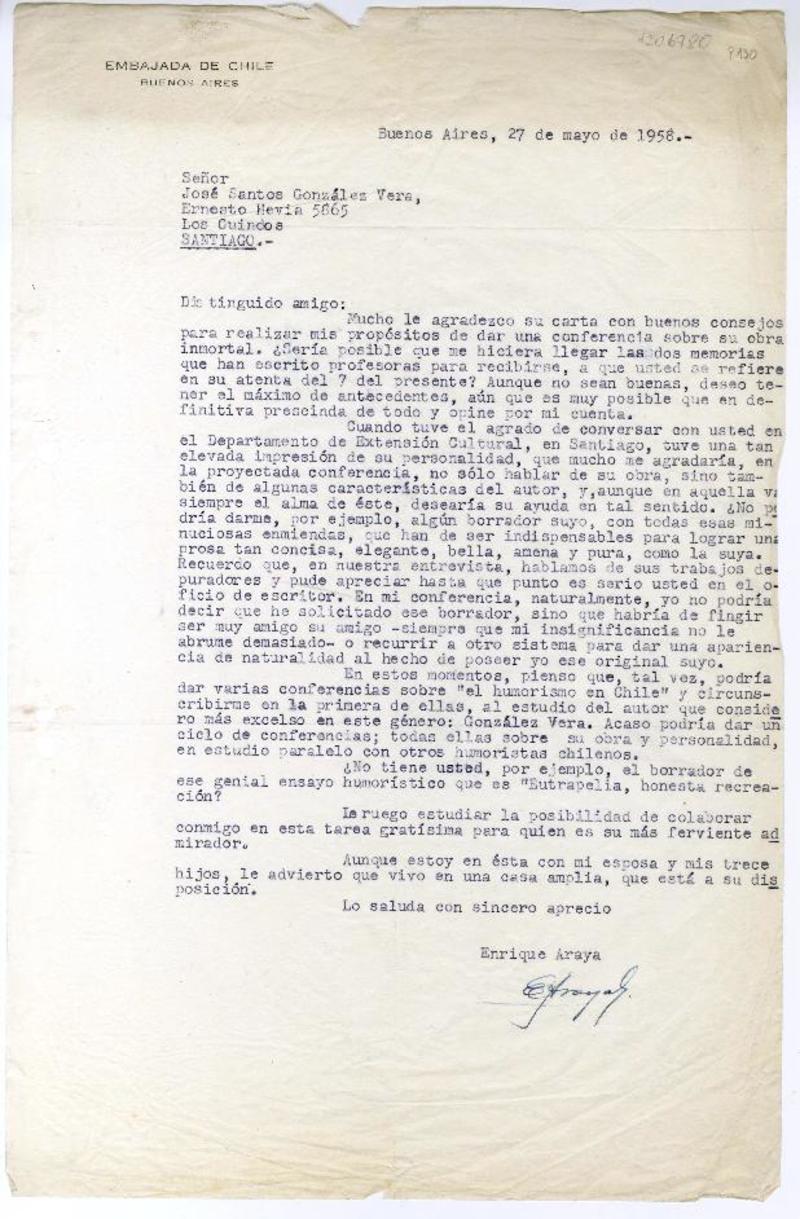 EMBAJADA DE CHILE
BUENOS AIRES
Buenos Aires, 27 de mayo de 1958.-
Señor
José Santos González Vera,
Ernesto Hevia 5865
Los Guindos
SANTIAGO.-
Distinguido amigo:
Mucho le agradezco su carta con buenos consejos
para realizar mis propósitos de dar una conferencia sobre su obra
inmortal. ¿Sería posible que me hiciera llegar las dos memorias
que han escrito profesoras para recibirse, a que usted se refiere
en su atenta del 7 del presente? Aunque no sean buenas, deseo te-
ner el máximo de antecedentes, aún que es muy posible que en de-
finitiva prescinda de todo y opine por mi cuenta.
Cuando tuve el agrado de conversar con usted en
el Departamento de Extensión Cultural, en Santiago, tuve una tan
elevada impresión de su personalidad, que mucho me agradaría, en
la proyectada conferencia, no sólo hablar de su obra, sino tam-
bién de algunas características del autor, y,aunque en aquella va
siempre el alma de éste, desearía su ayuda en tal sentido. ¿No po
dría darme, por ejemplo, algún borrador suyo, con todas esas mi-
nuciosas enmiendas, que han de ser indispensables para lograr una
prosa tan concisa, elegante, bella, amena y pura, como la suya.
Recuerdo que, en nuestra entrevista, hablamos de sus trabajos de-
puradores y pude apreciar hasta que punto es serio usted en el o-
ficio de escritor. En mi conferencia, naturalmente, yo no podría
decir que he solicitado ese borrador, sino que habría de fingir
ser muy amigo su amigo -siempre que mi insignificancia no le
abrume demasiado- o recurrir a otro sistema para dar una aparien-
cia de naturalidad al hecho de poseer yo ese original suyo.
En estos momentos, pienso que, tal vez, podría
dar varias conferencias sobre "el humorismo en Chile" y circuns-
cribirme en la primera de ellas, al estudio del autor que conside
ro más excelso en este género: González Vera. Acaso podría dar un
ciclo de conferencias; todas ellas sobre su obra y personalidad,
en estudio paralelo con otros humoristas chilenos.
¿No tiene usted, por ejemplo, el borrador de
ese genial ensayo humorístico que es "Eutrapelia, honesta recrea-
ción?
Le ruego estudiar la posibilidad de colaborar
conmigo en esta tarea gratísima para quien es su más ferviente ad
mirador.
Aunque estoy en ésta con mi esposa y mis trece
hijos, le advierto que vivo en una casa amplia, que está a su dis
posición.
Lo saluda con sincero aprecio
Enrique Araya